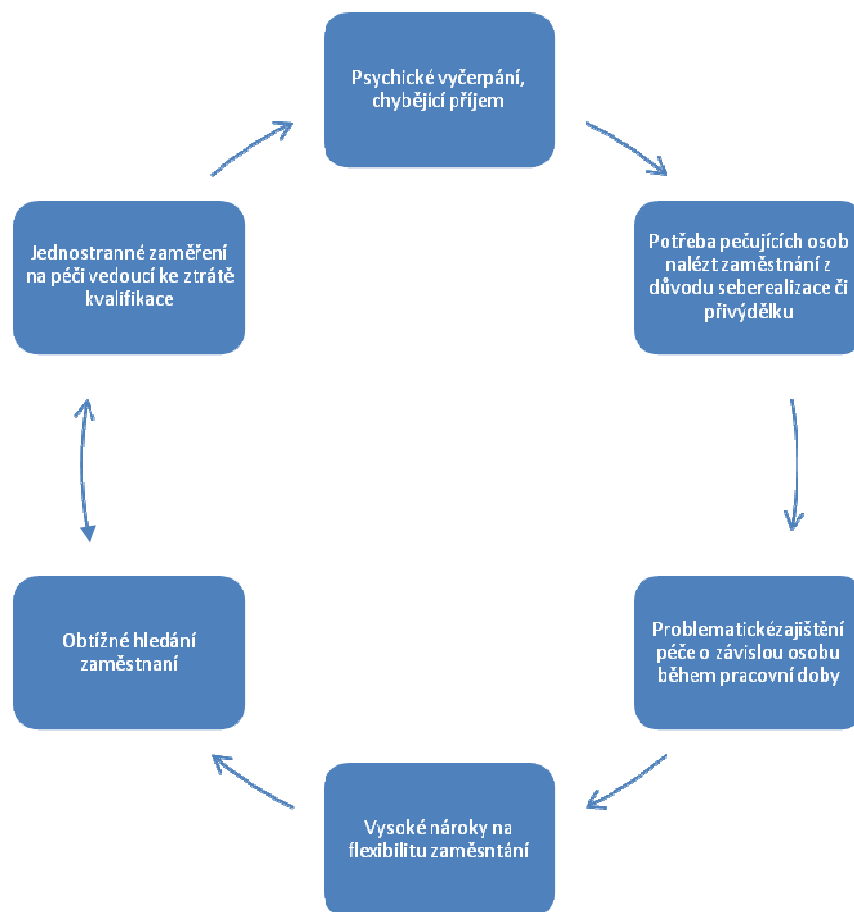 Psychické vyčerpání,
chybějící příjem
Potřeba pečujících osob
nalézt zaměstnání z
důvodu seberealizace či
přivýdělku
Problematickézajištění
péče o závislou osobu
během pracovní doby
Vysoké nároky na
flexibilitu zaměsntání
Obtížné hledání
zaměstnaní
Jednostranné zaměření
na péči vedoucí ke ztrátě
kvalifikace